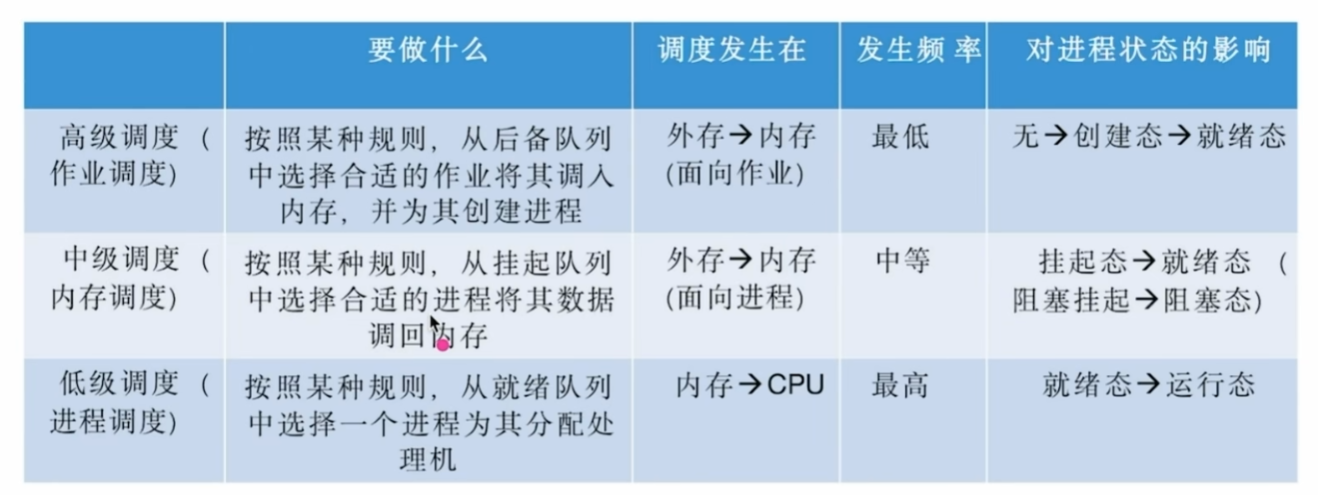 要做什么
调度发生在
发生频 率
对进程状态的影响
高级调度 (
作业调度)
按照某种规则, 从后备队列
中选择合适的作业将其调入
内存, 并为其创建进程
外存→内存
(面向作业)
最低
无→创建态→就绪态
中级调度 (
内存调度)
按照某种规则, 从挂起队列
中选择合适的进程将其数据
调回内存
外存→内存
(面向进程)
中等
挂起态→就绪态 (
阻塞挂起→阻塞态)
低级调度 (
进程调度)
按照某种规则, 从就绪队列
中选择一个进程为其分配处
理机
内存→CPU
最高
就绪态→运行态